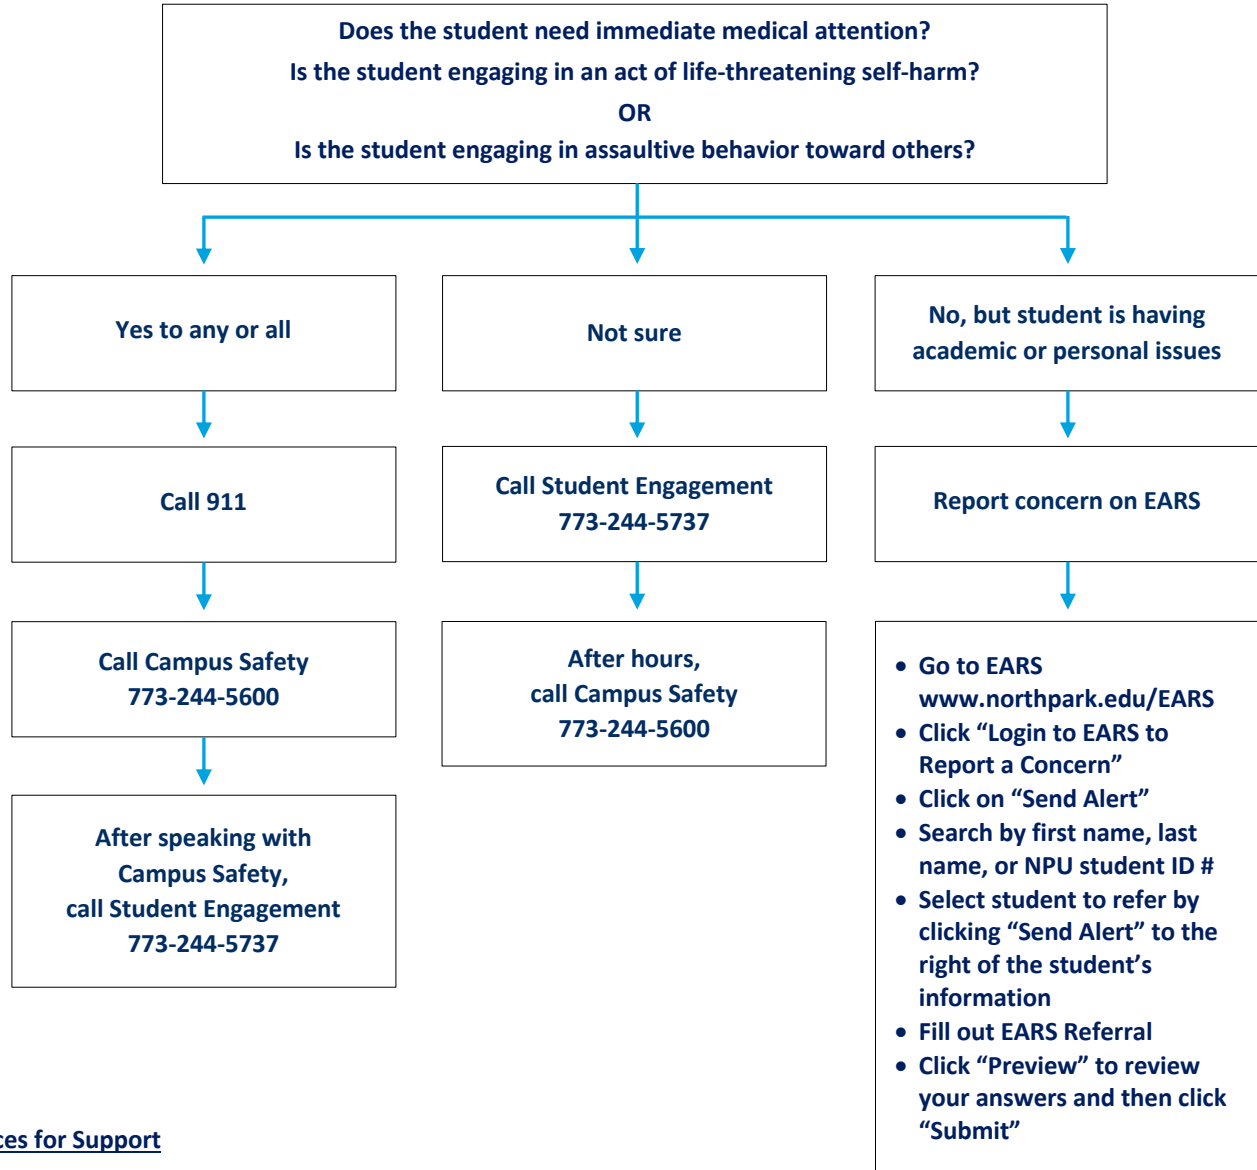 Does the student need immediate medical attention?
Is the student engaging in an act of life-threatening self-harm?
OR
Is the student engaging in assaultive behavior toward others?
Yes to any or all
Not sure
No, but student is having
academic or personal issues
Call 911
Call Student Engagement
773-244-5737
Report concern on EARS
Call Campus Safety
773-244-5600
After hours,
call Campus Safety
773-244-5600
After speaking with
Campus Safety,
call Student Engagement
773-244-5737
• Go to EARS
www.northpark.edu/EARS
• Click “Login to EARS to
Report a Concern”
• Click on “Send Alert”
• Search by first name, last
name, or NPU student ID #
• Select student to refer by
clicking “Send Alert” to the
right of the student’s
information
• Fill out EARS Referral
• Click “Preview” to review
your answers and then click
“Submit”
for Support